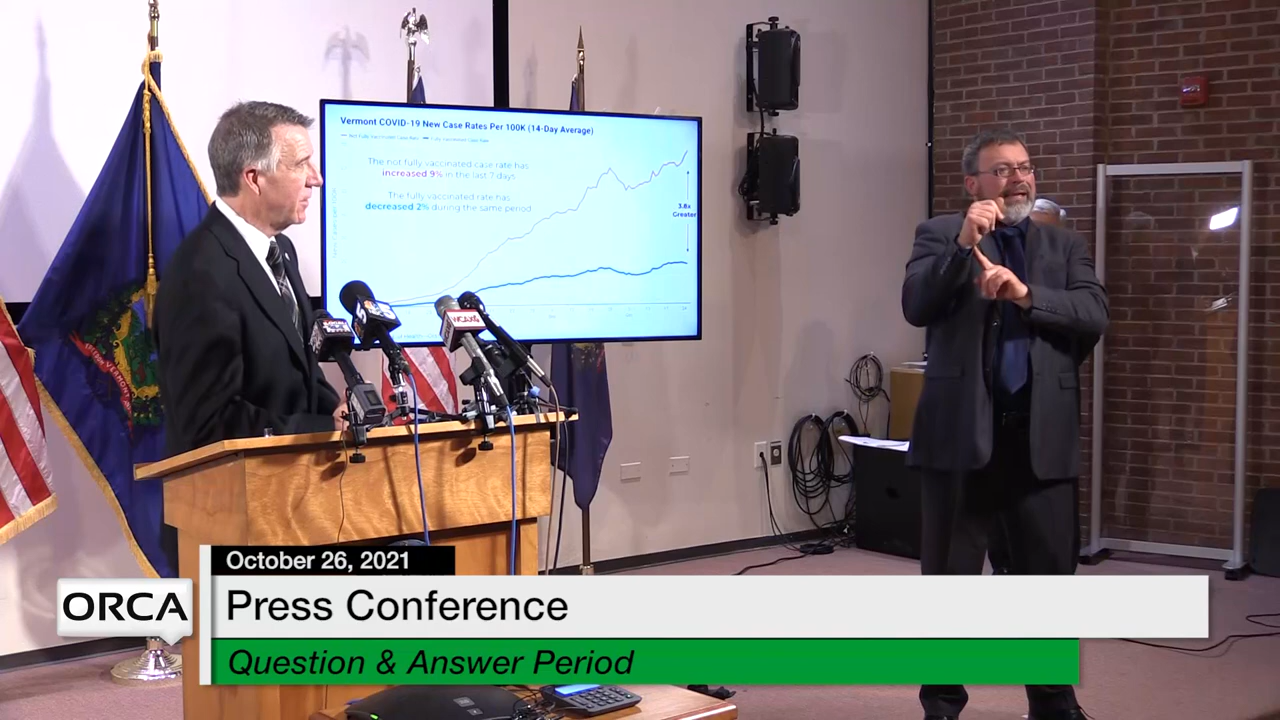 Vermont COVID-19 New Case Rates Per 100K (14-Day Average)
The not fully vaccinated case rate has
increased 9% in the last 7 days
The fully vaccinated rate has
decreased 2% during the same period
3.8x
Greater
WCAX
October 26, 2021
ORCA
Press Conference
Question & Answer Period